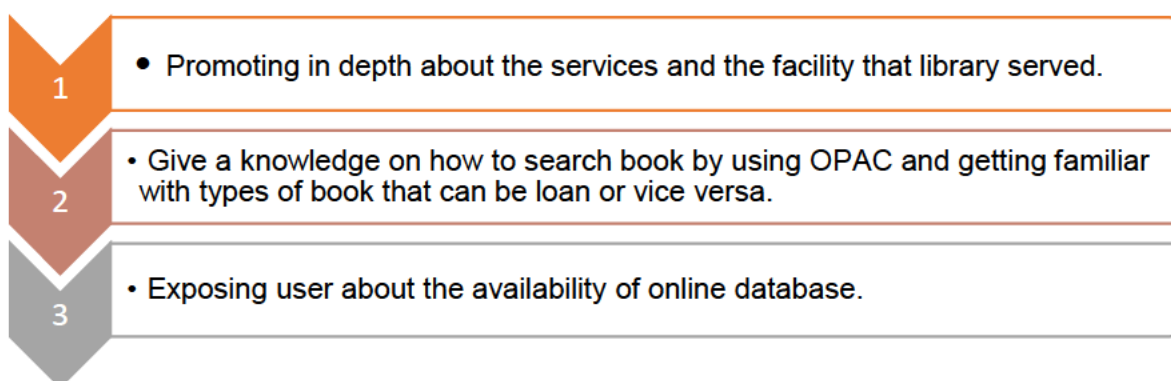 1
• Promoting in depth about the services and the facility that library served.
2
• Give a knowledge on how to search book by using OPAC and getting familiar
with types of book that can be loan or vice versa.
3
• Exposing user about the availability of online database.